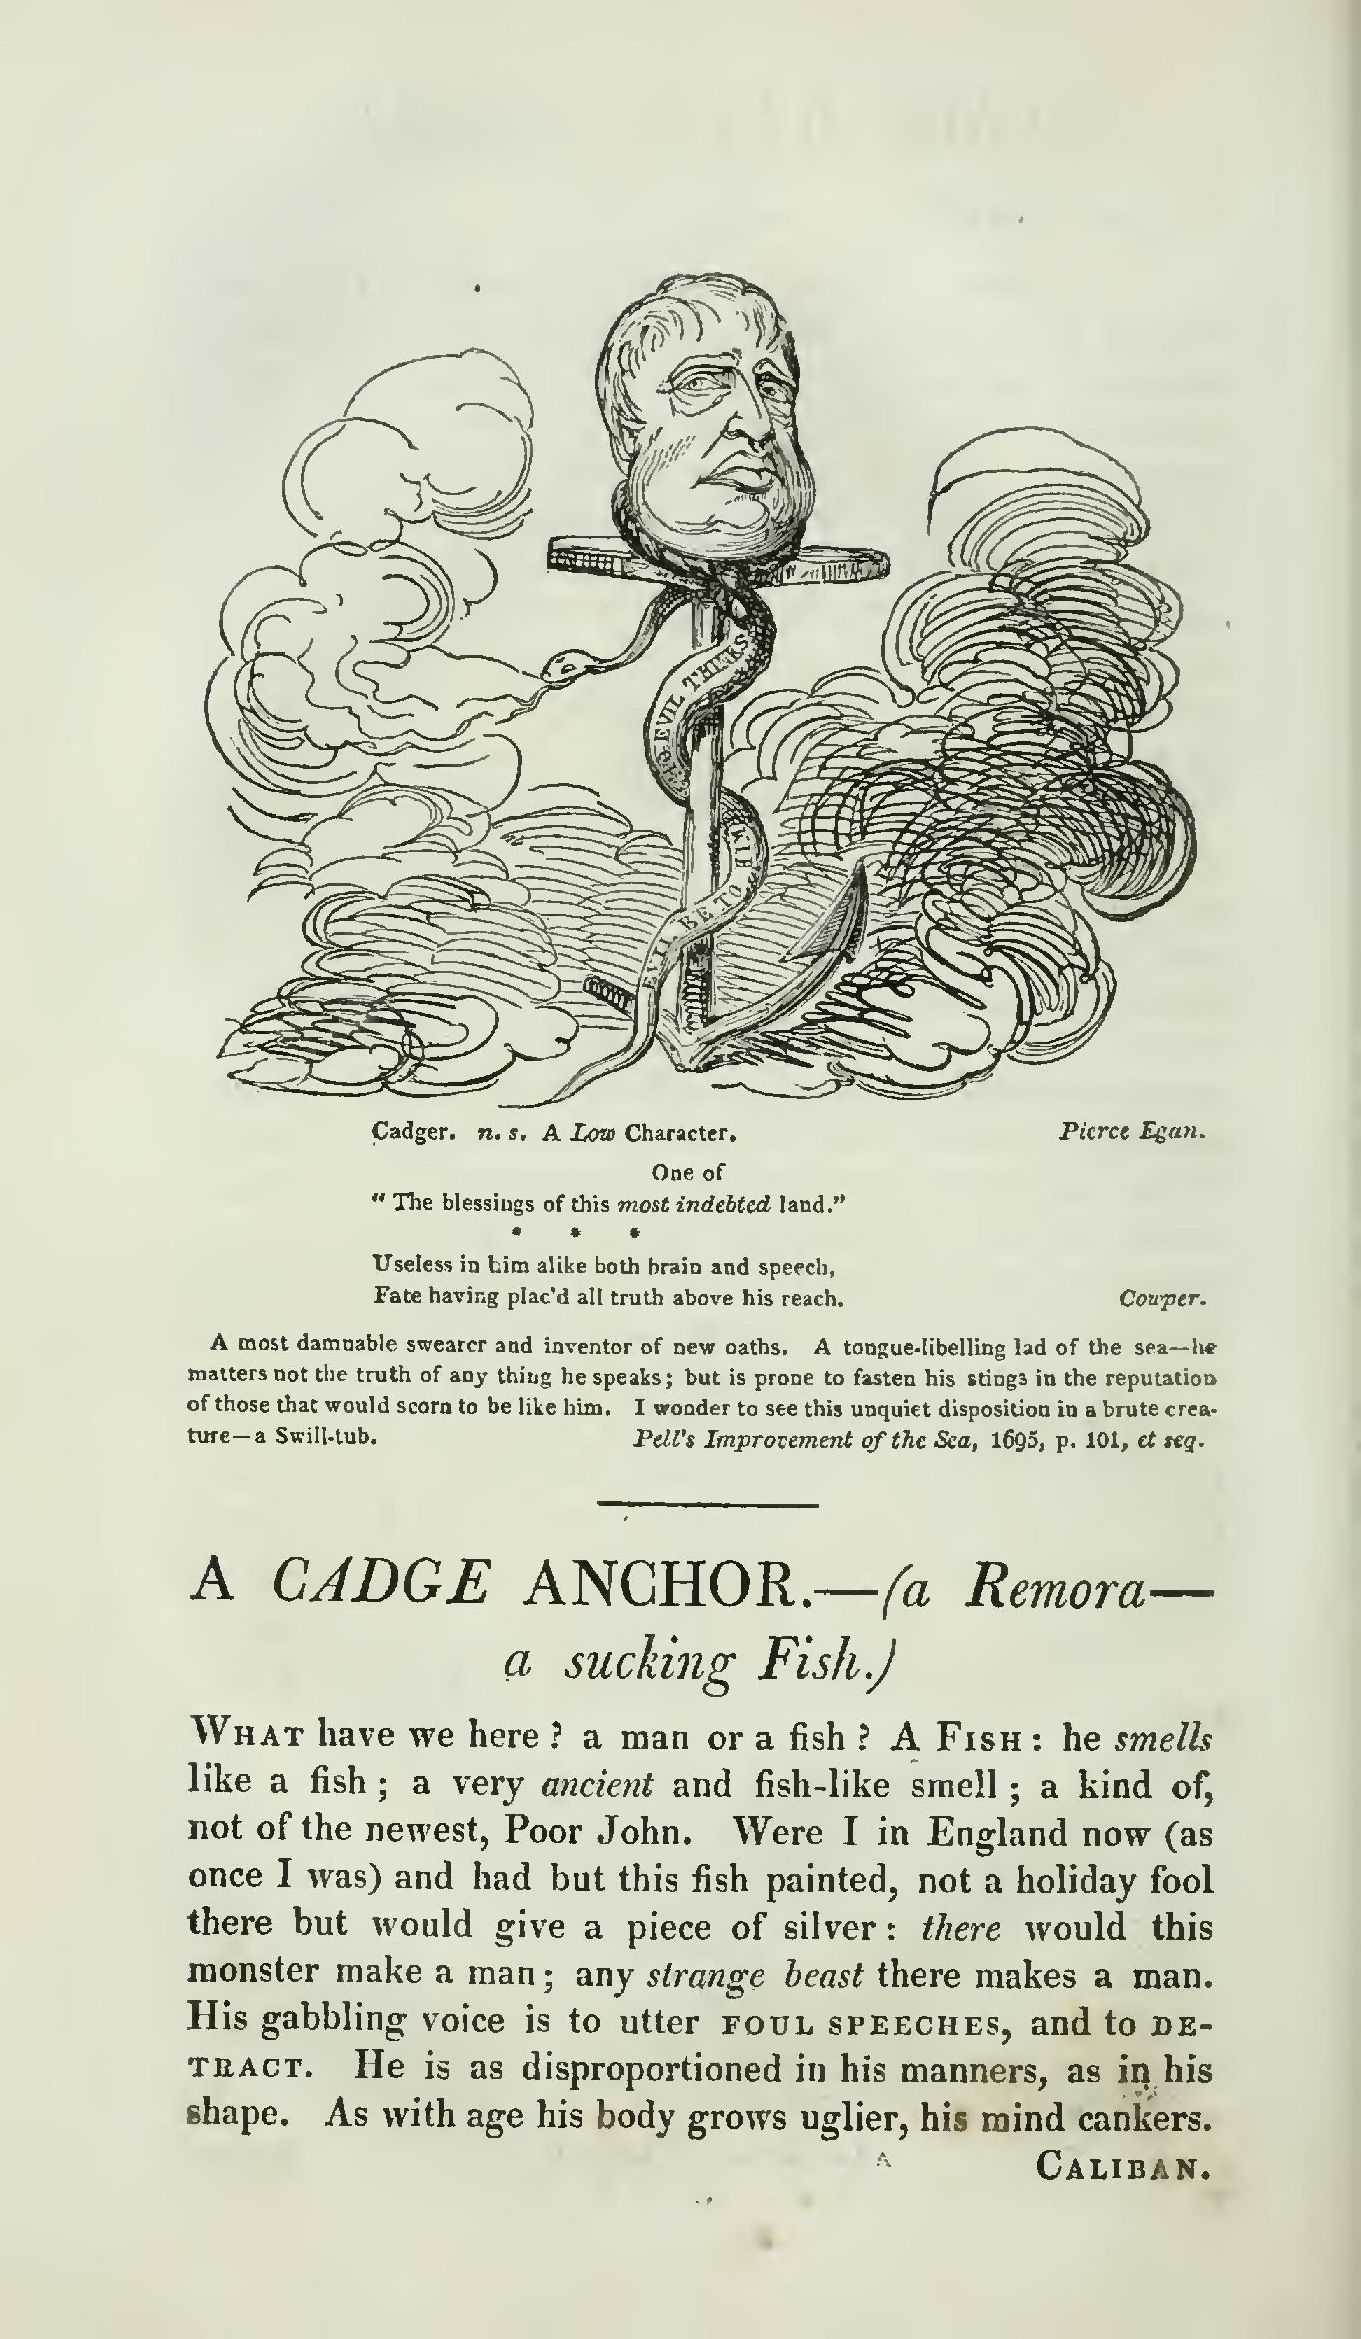 TO EVIL THINKS
EVIL BE TO HIM
Cadger. n. s. A Low Character. Pierce Egan.
One of
" The blessings of this most indebted land."
* * *
Useless in him alike both brain and speech,
Fate having plac'd all truth above his reach. Couper.
A most damnable swearer and inventor of new oaths. A tongue-libelling lad of the sea—he
matters not the truth of any thing he speaks; but is prone to fasten his stings in the reputation
of those that would scorn to be like him. I wonder to see this unquiet disposition in a brute crea-
ture—a Swill-tub. Pell's Improvement of the Sea, 1695, p. 101, et seq.
A CADGE ANCHOR.—(a Remora—
a sucking Fish.)
WHAT have we here ? a man or a fish ? A FISH : he smells
like a fish ; a very ancient and fish-like smell ; a kind of,
not of the newest, Poor John. Were I in England now (as
once I was) and had but this fish painted, not a holiday fool
there but would give a piece of silver : there would this
monster make a man ; any strange beast there makes a man.
His gabbling voice is to utter FOUL SPEECHES, and to DE-
TRACT. He is as disproportioned in his manners, as in his
shape. As with age his body grows uglier, his mind cankers.
CALIBAN.